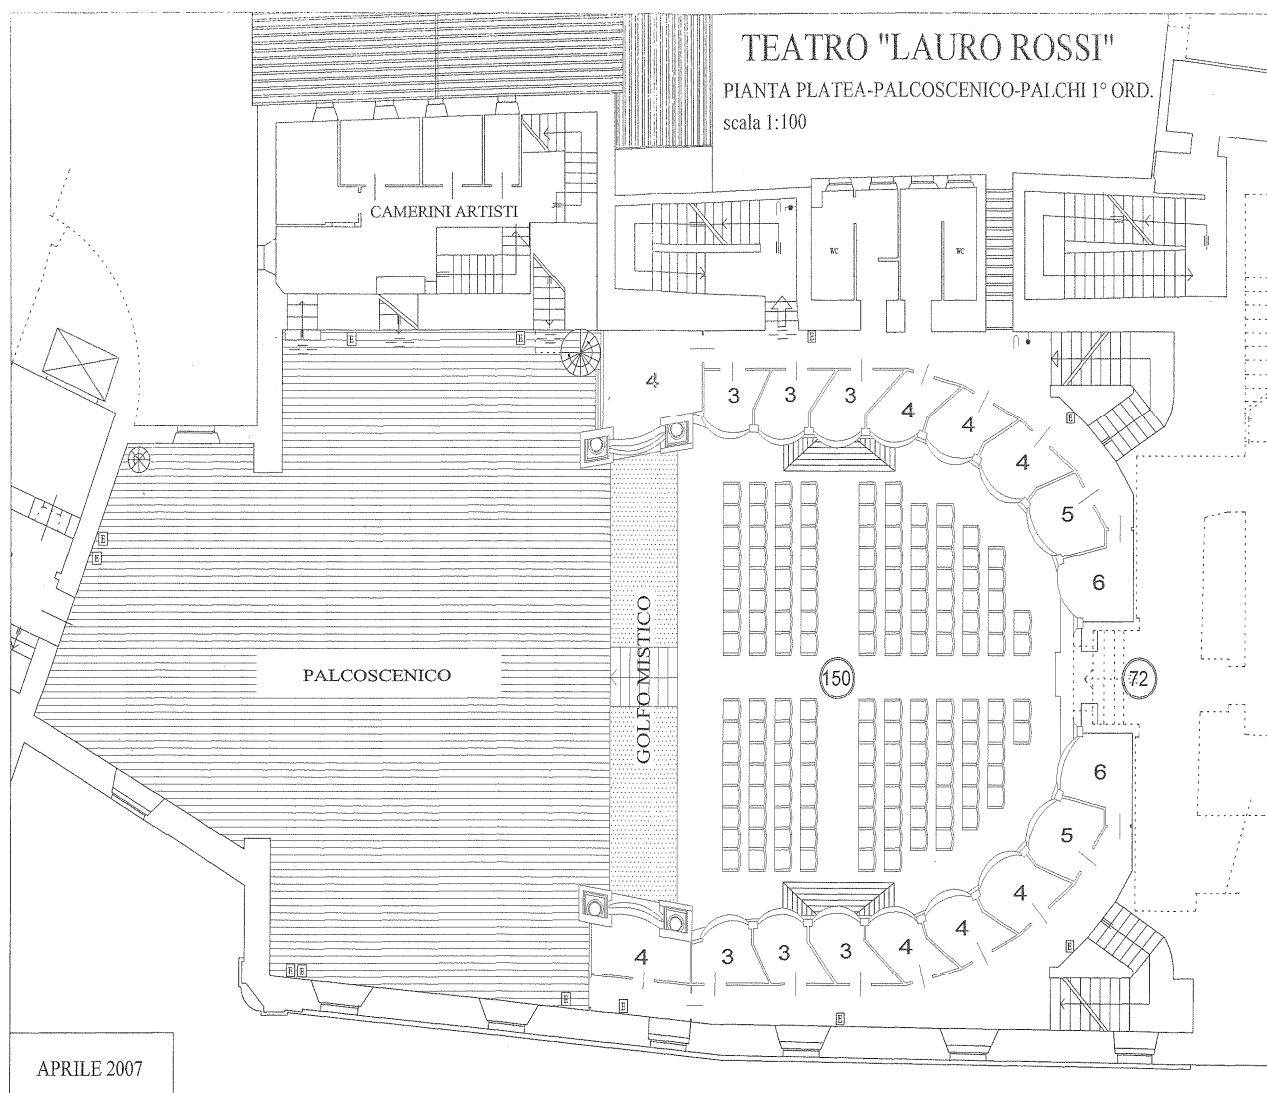 TEATRO "LAURO ROSSI"
PIANTA PLATEA-PALCOSCENICO-PALCHI 1° ORD.
scala 1:100
CAMERINI ARTISTI
WC
WC
E
E
E
4
3
3
3
4
4
4
5
6
E
E
E
PALCOSCENICO
GOLFO MISTICO
150
72
6
5
4
4
4
3
3
3
4
E
E
E
E
E
E
APRILE 2007